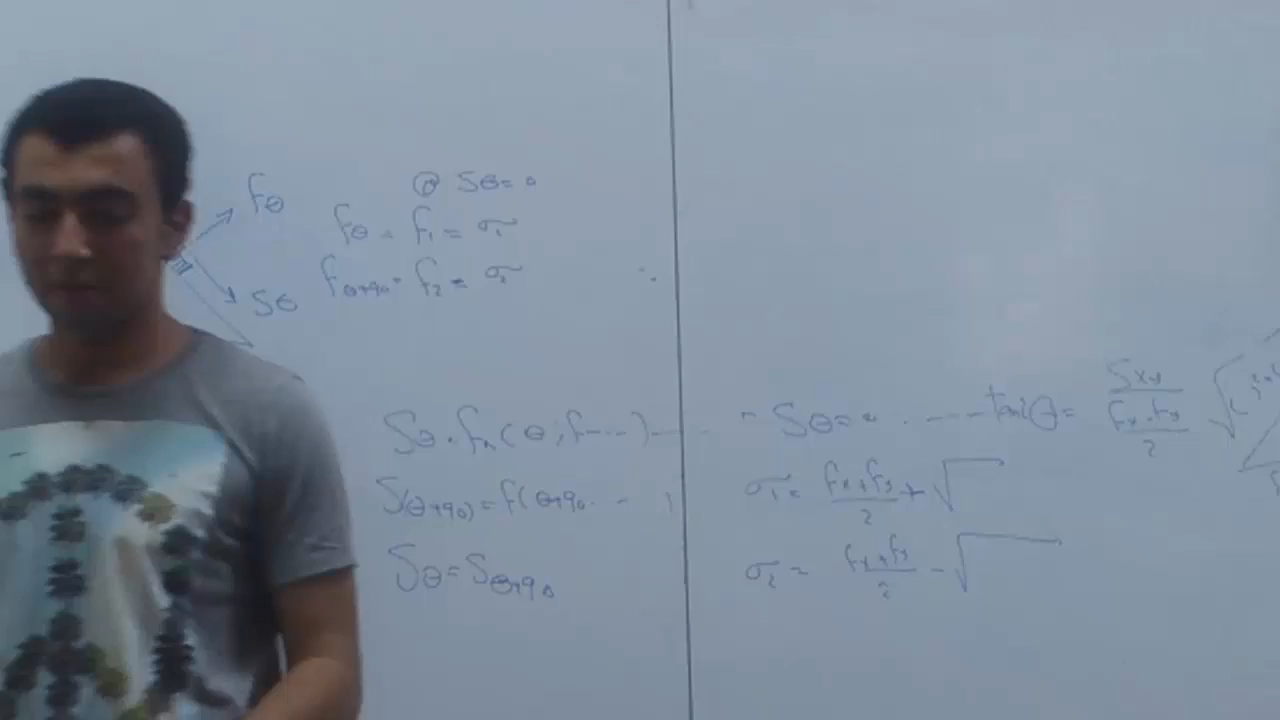 fθ
@ Sθ = 0
fθ = f₁ = σ₁
Sθ
fθ+90 = f₂ = σ₂
Sθ = fₙ(θ, f----)
S(θ+90) = f(θ+90 - -
Sθ = Sθ+90
Sθ = 0 . ---- tan2θ = Sxy / ((fx - fy)/2)
σ₁ = (fx+fy)/2 + √
σ₂ = (fx+fy)/2 - √